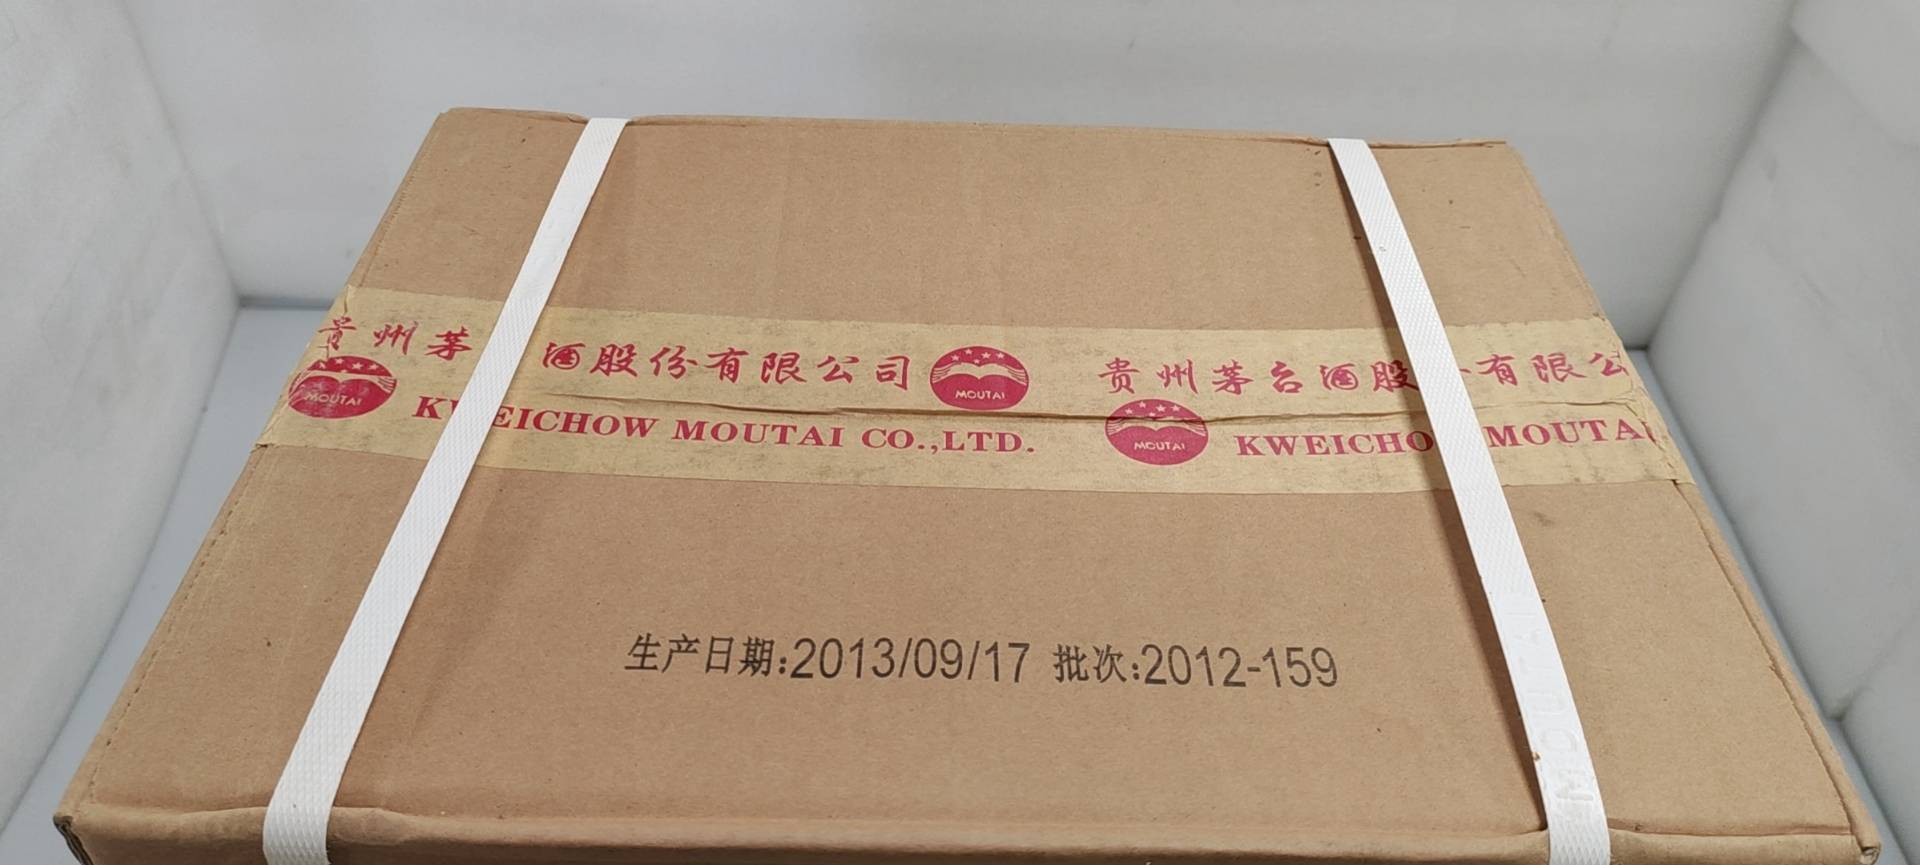 贵州茅 酒股份有限公司 MOUTAI 贵州茅台酒股 有限公
MOUTAI KWEICHOW MOUTAI CO.,LTD. MOUTAI KWEICHO MOUTA
生产日期:2013/09/17 批次:2012-159
MOUTAI